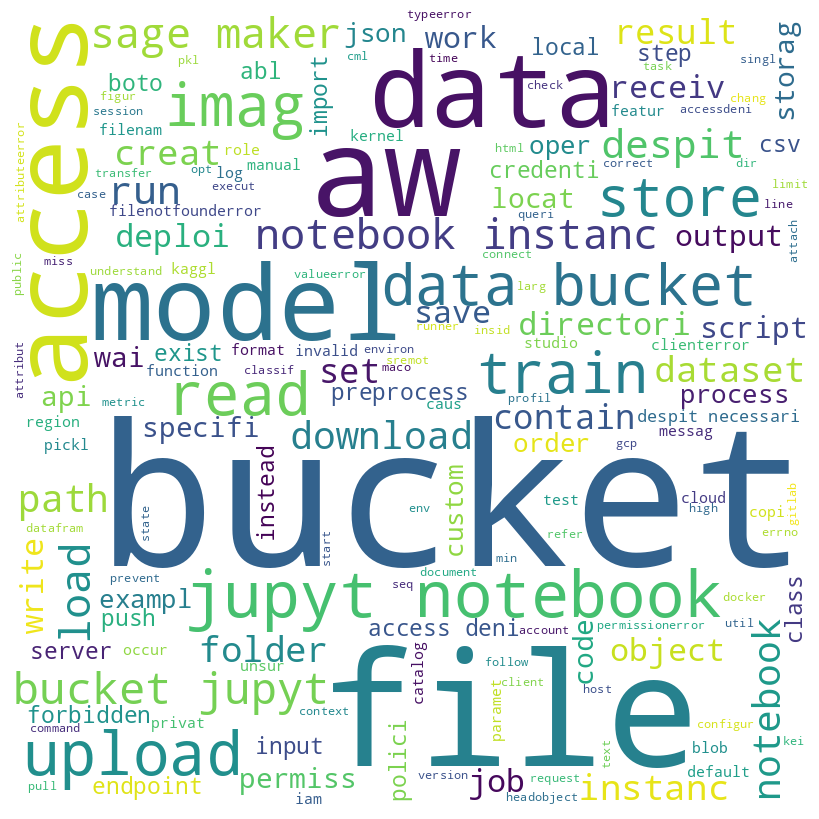 typeerror
access
sage maker
json
work
local
result
storag
pkl
cml
time
step
singl
boto
abl
import
imag
data
check
task
receiv
figur
session
filenam
featur
accessdeni
chang
attributeerror
creat
role
kernel
aw
html
oper
despit
csv
transfer
opt
log
manual
credenti
correct
dir
case
run
execut
locat
store
limit
filenotfounderror
queri
line
public
deploi
notebook instanc
connect
output
attach
miss
understand
kaggl
valueerror
model
data bucket
larg
save
runner
insid
directori
script
attribut
wai
exist
format
invalid
environ
studio
clienterror
function
classif
set
maco
sremot
train
dataset
api
read
preprocess
profil
process
metric
region
specifi
caus
contain
despit necessari
pickl
download
order
gcp
messag
bucket
path
instead
custom
test
cloud
copi
gitlab
datafram
state
start
env
refer
high
errno
write
load
prevent
min
document
jupyt notebook
exampl
seq
docker
push
access deni
account
code
permissionerror
util
class
server
occur
folder
file
object
notebook
unsur
catalog
follow
bucket jupyt
client
host
forbidden
privat
context
paramet
configur
command
upload
input
polici
text
blob
kei
permiss
version
job
request
default
pull
endpoint
iam
headobject
instanc